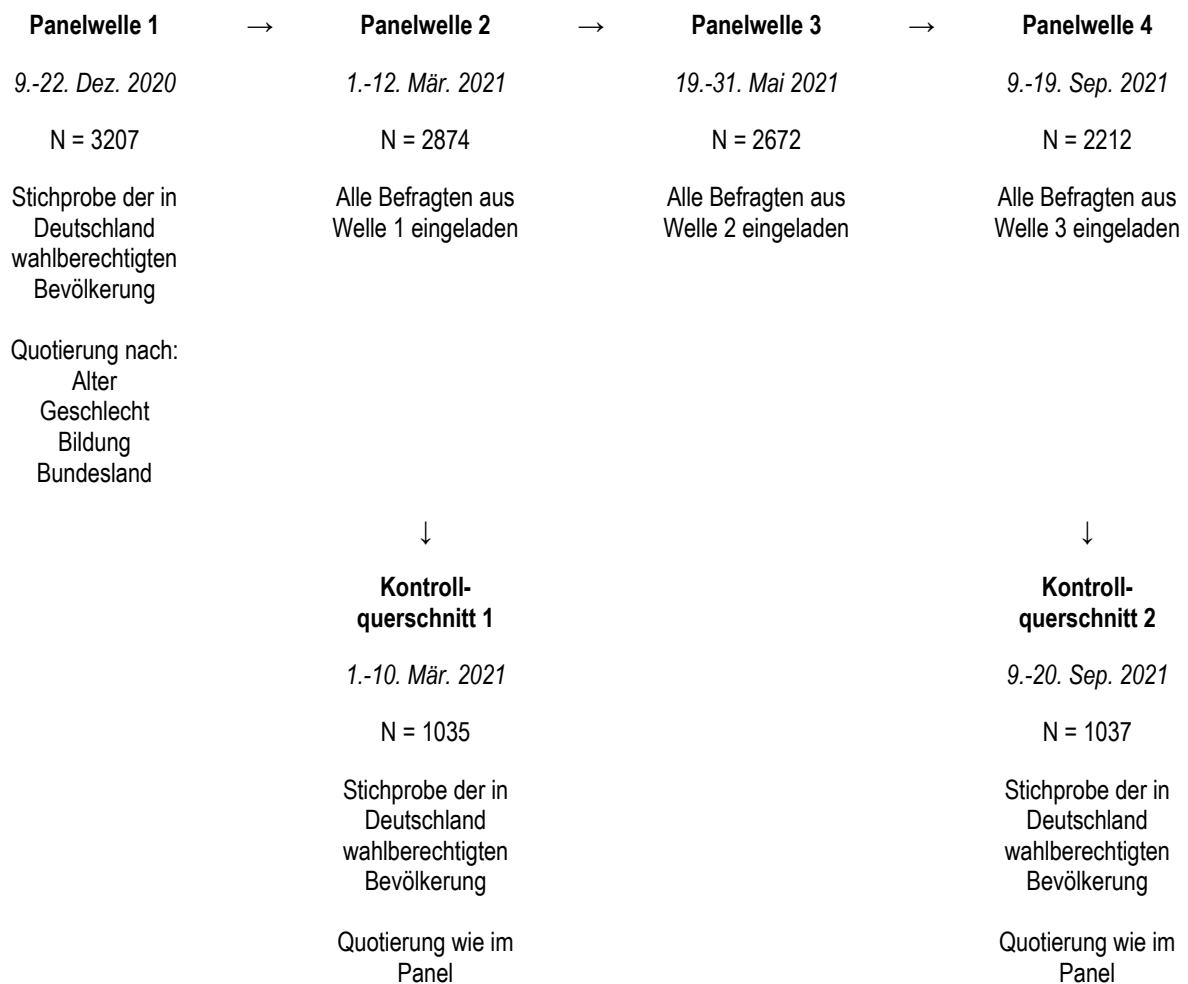 Panelwelle 1 → Panelwelle 2 → Panelwelle 3 → Panelwelle 4
9.-22. Dez. 2020 1.-12. Mär. 2021 19.-31. Mai 2021 9.-19. Sep. 2021
N = 3207 N = 2874 N = 2672 N = 2212
Stichprobe der in Alle Befragten aus Alle Befragten aus Alle Befragten aus
Deutschland Welle 1 eingeladen Welle 2 eingeladen Welle 3 eingeladen
wahlberechtigten
Bevölkerung
Quotierung nach:
Alter
Geschlecht
Bildung
Bundesland
↓ ↓
Kontroll- Kontroll-
querschnitt 1 querschnitt 2
1.-10. Mär. 2021 9.-20. Sep. 2021
N = 1035 N = 1037
Stichprobe der in Stichprobe der in
Deutschland Deutschland
wahlberechtigten wahlberechtigten
Bevölkerung Bevölkerung
Quotierung wie im Quotierung wie im
Panel Panel